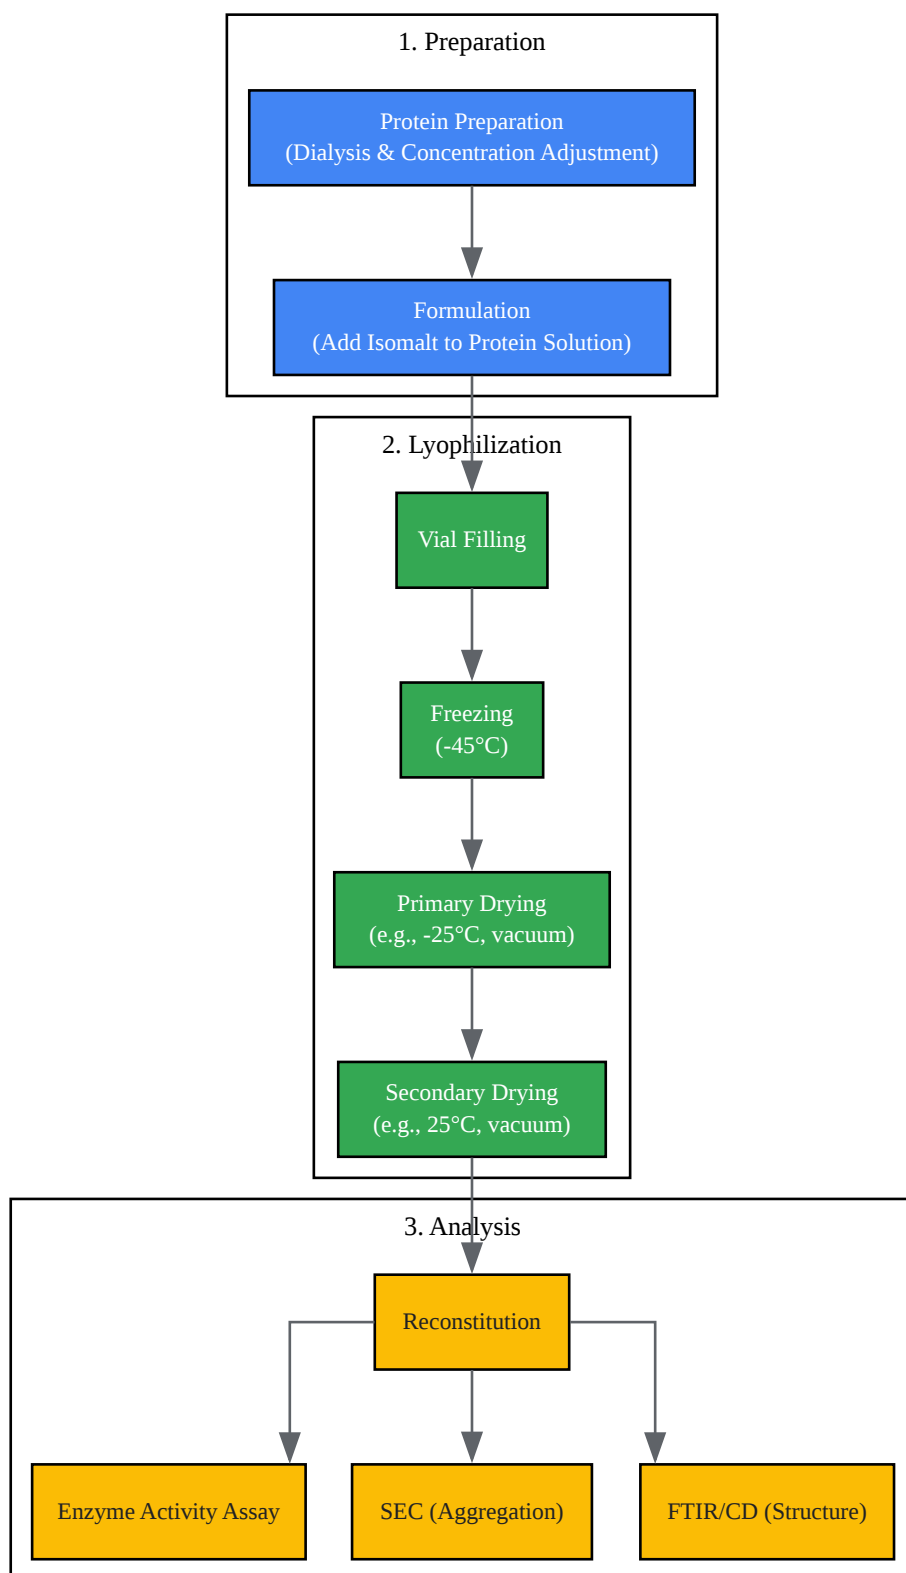 1. Preparation
Protein Preparation
(Dialysis & Concentration Adjustment)
Formulation
(Add Isomalt to Protein Solution)
2. Lyophilization
Vial Filling
Freezing
(-45°C)
Primary Drying
(e.g., -25°C, vacuum)
Secondary Drying
(e.g., 25°C, vacuum)
3. Analysis
Reconstitution
Enzyme Activity Assay
SEC (Aggregation)
FTIR/CD (Structure)